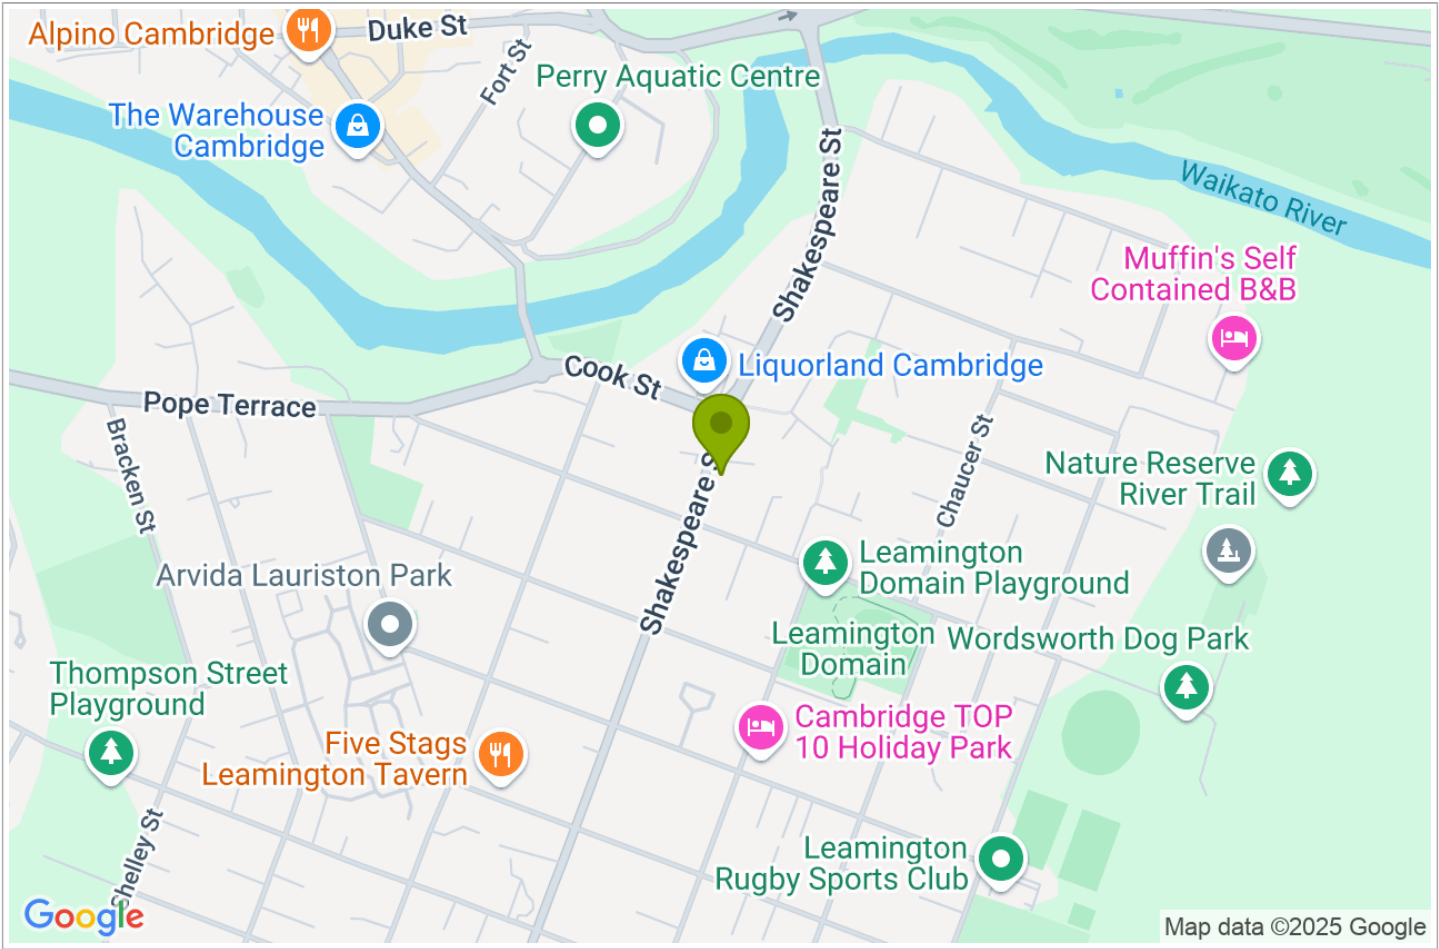 Alpino Cambridge
Duke St
Fort St
Perry Aquatic Centre
The Warehouse
Cambridge
Shakespeare St
Waikato River
Muffin's Self
Contained B&B
Cook St
Liquorland Cambridge
Pope Terrace
Bracken St
Shakespeare S
Chaucer St
Nature Reserve
River Trail
Arvida Lauriston Park
Leamington
Domain Playground
Leamington
Domain
Wordsworth Dog Park
Thompson Street
Playground
Five Stags
Leamington Tavern
Cambridge TOP
10 Holiday Park
Shelley St
Leamington
Rugby Sports Club
Google
Map data ©2025 Google